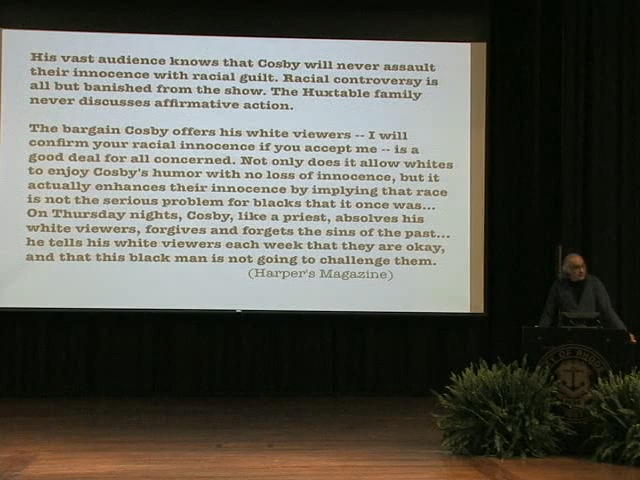 His vast audience knows that Cosby will never assault
their innocence with racial guilt. Racial controversy is
all but banished from the show. The Huxtable family
never discusses affirmative action.
The bargain Cosby offers his white viewers -- I will
confirm your racial innocence if you accept me -- is a
good deal for all concerned. Not only does it allow whites
to enjoy Cosby's humor with no loss of innocence, but it
actually enhances their innocence by implying that race
is not the serious problem for blacks that it once was...
On Thursday nights, Cosby, like a priest, absolves his
white viewers, forgives and forgets the sins of the past...
he tells his white viewers each week that they are okay,
and that this black man is not going to challenge them.
(Harper's Magazine)
OF RHODE